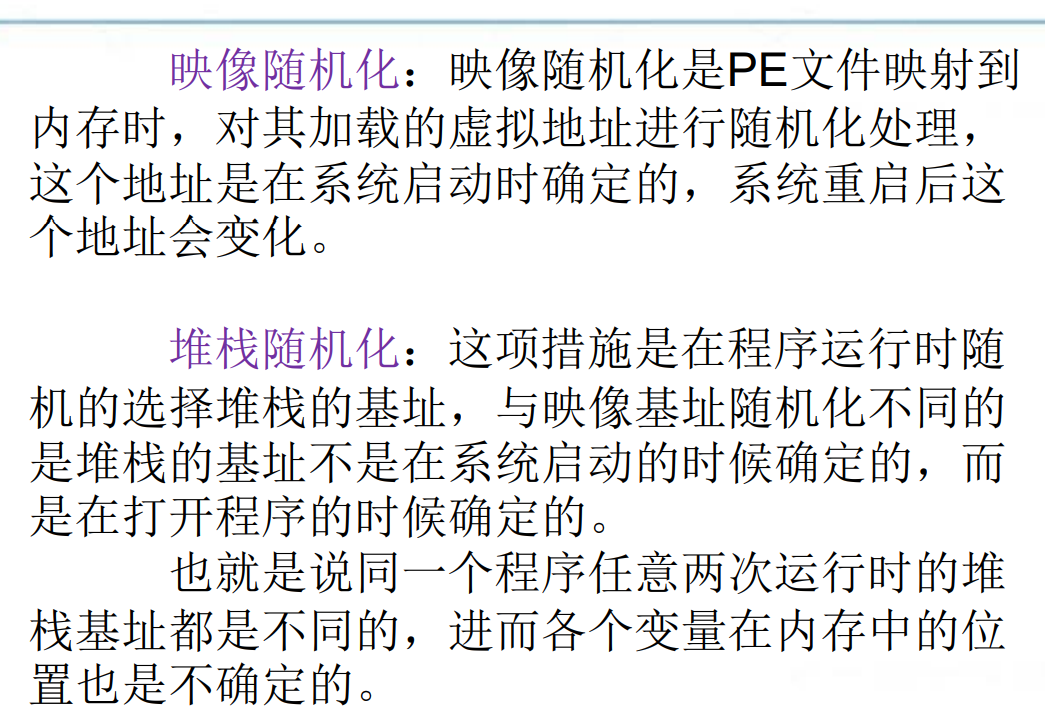 映像随机化：映像随机化是PE文件映射到
内存时，对其加载的虚拟地址进行随机化处理，
这个地址是在系统启动时确定的，系统重启后这
个地址会变化。
堆栈随机化：这项措施是在程序运行时随
机的选择堆栈的基址，与映像基址随机化不同的
是堆栈的基址不是在系统启动的时候确定的，而
是在打开程序的时候确定的。
也就是说同一个程序任意两次运行时的堆
栈基址都是不同的，进而各个变量在内存中的位
置也是不确定的。